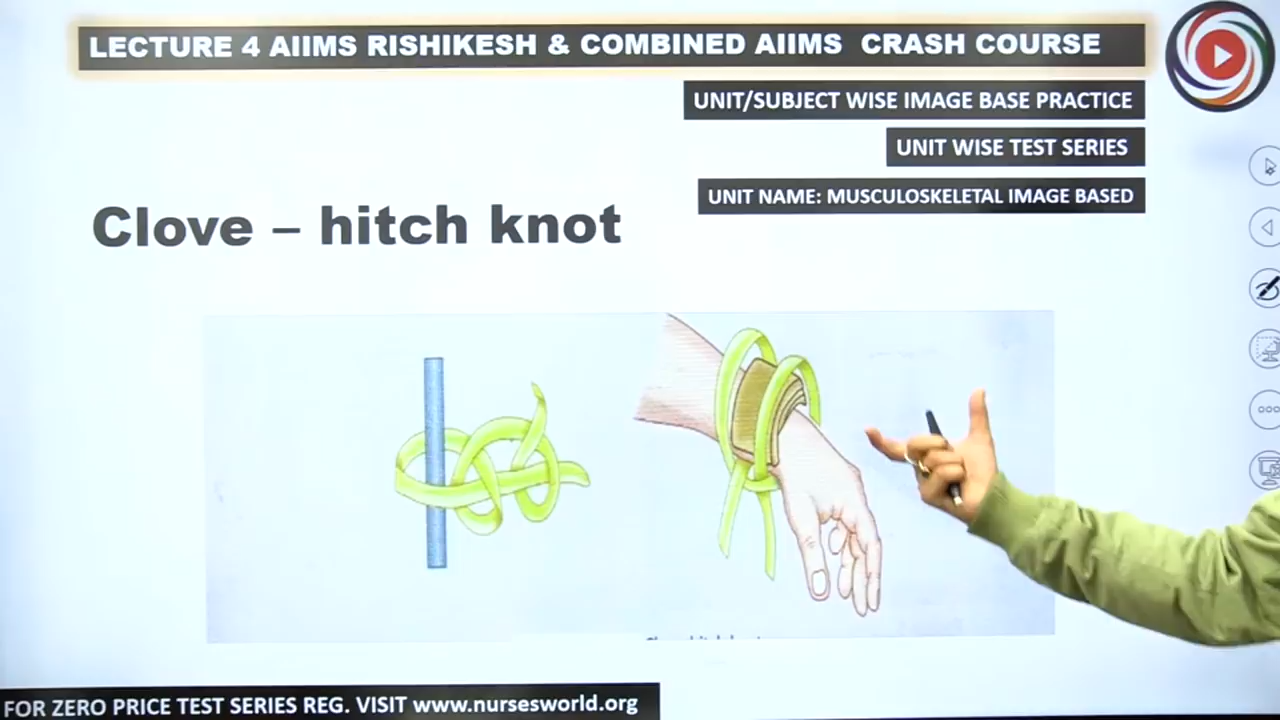 LECTURE 4 AIIMS RISHIKESH & COMBINED AIIMS CRASH COURSE
UNIT/SUBJECT WISE IMAGE BASE PRACTICE
UNIT WISE TEST SERIES
UNIT NAME: MUSCULOSKELETAL IMAGE BASED
Clove – hitch knot
FOR ZERO PRICE TEST SERIES REG. VISIT www.nursesworld.org